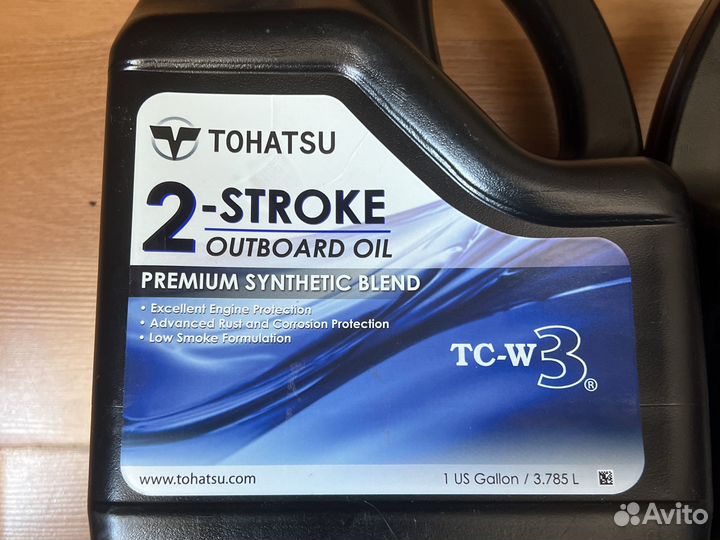 TOHATSU
2-STROKE
OUTBOARD OIL
PREMIUM SYNTHETIC BLEND
• Excellent Engine Protection
• Advanced Rust and Corrosion Protection
• Low Smoke Formulation
TC-W3®
www.tohatsu.com
1 US Gallon / 3.785 L
Avito